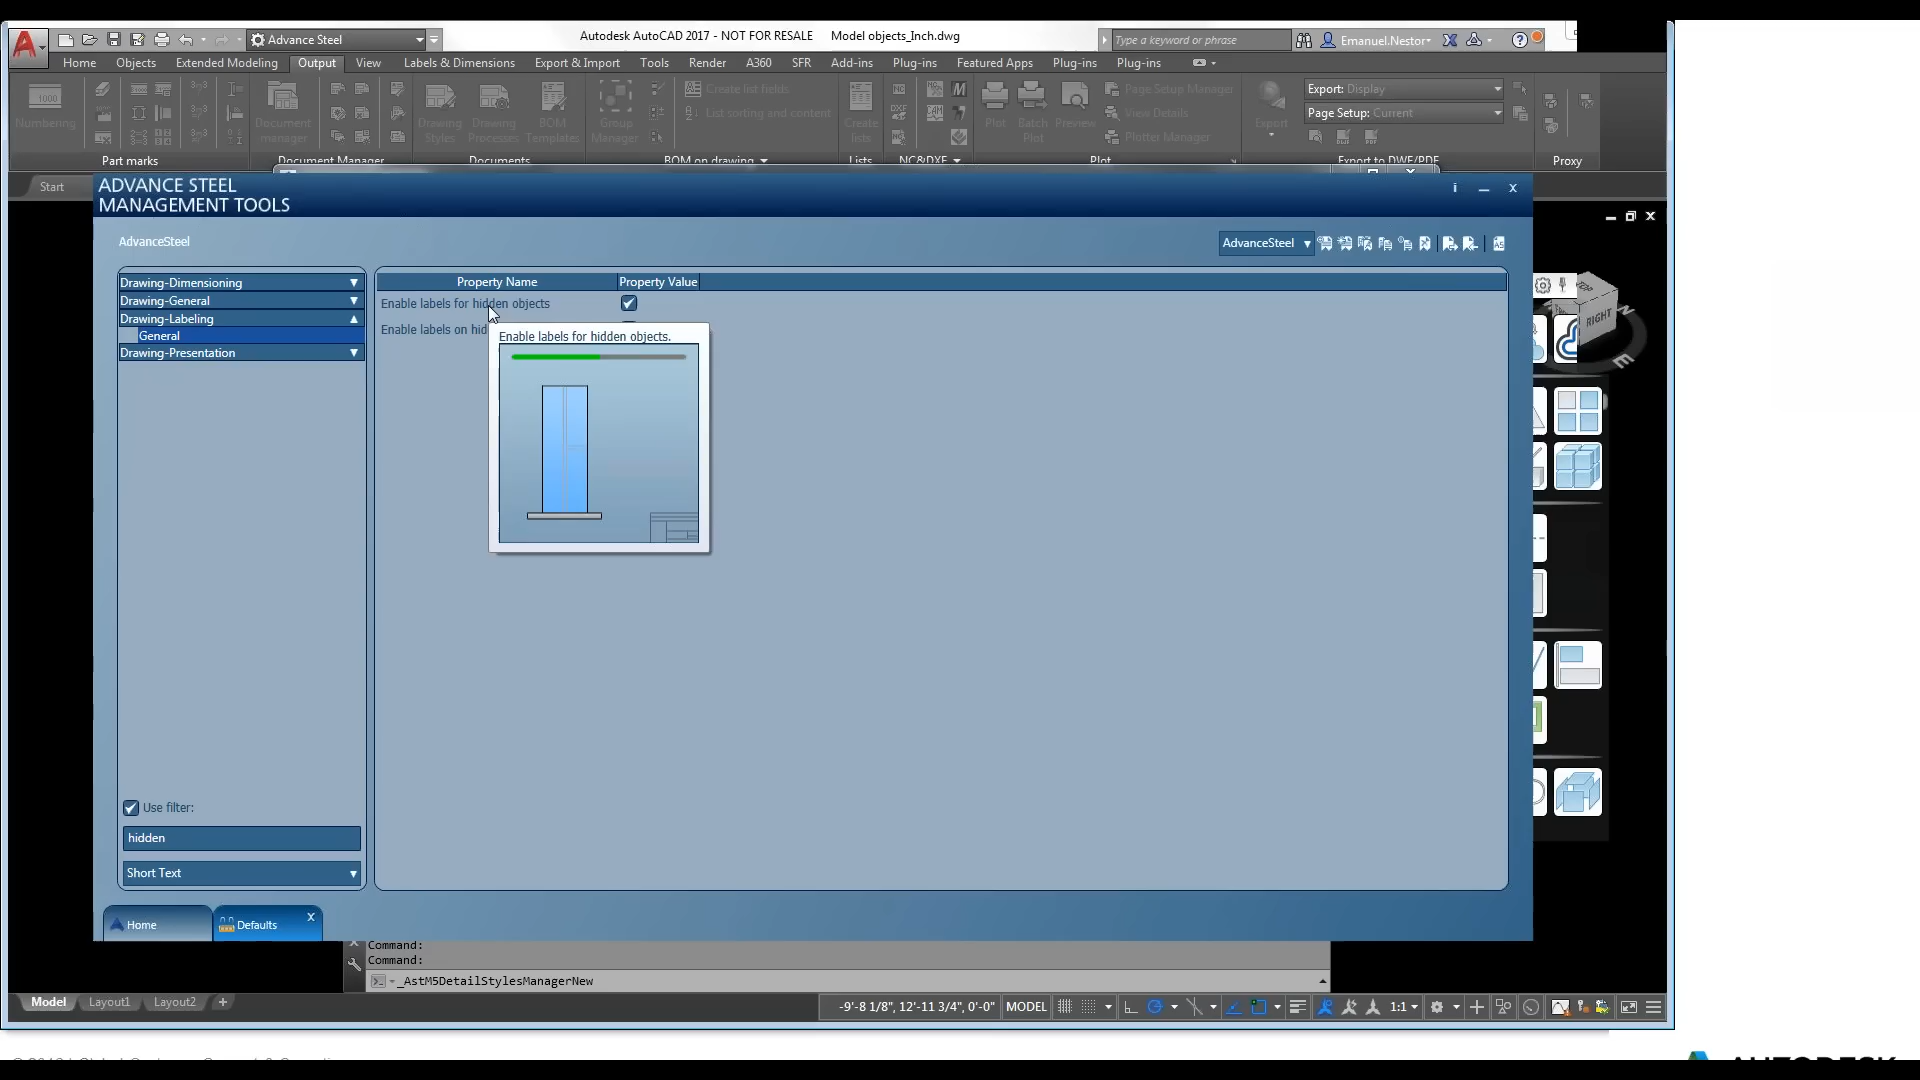 Advance Steel
Autodesk AutoCAD 2017 - NOT FOR RESALE Model objects_Inch.dwg
Type a keyword or phrase
Emanuel.Nestor
Home Objects Extended Modeling Output View Labels & Dimensions Export & Import Tools Render A360 SFR Add-ins Plug-ins Featured Apps Plug-ins Plug-ins
1000
Numbering
Document manager
Drawing Styles
Drawing Processes
BOM Templates
Group Manager
Create list fields
List sorting and content
Create lists
NC
DXF
Plot
Batch Plot
Preview
Page Setup Manager
View Details
Plotter Manager
Export
Export: Display
Page Setup: Current
Part marks Document Manager Documents BOM on drawing Lists NC&DXF Plot Export to DWF/PDF Proxy
Start
ADVANCE STEEL
MANAGEMENT TOOLS
i
X
AdvanceSteel
AdvanceSteel
Drawing-Dimensioning
Drawing-General
Drawing-Labeling
General
Drawing-Presentation
Property Name Property Value
Enable labels for hidden objects
Enable labels on hid
Enable labels for hidden objects.
TOP
RIGHT
N
E
Use filter:
hidden
Short Text
Home
Defaults
X
Command:
Command:
_AstM5DetailStylesManagerNew
Model Layout1 Layout2 +
-9'-8 1/8", 12'-11 3/4", 0'-0" MODEL
1:1